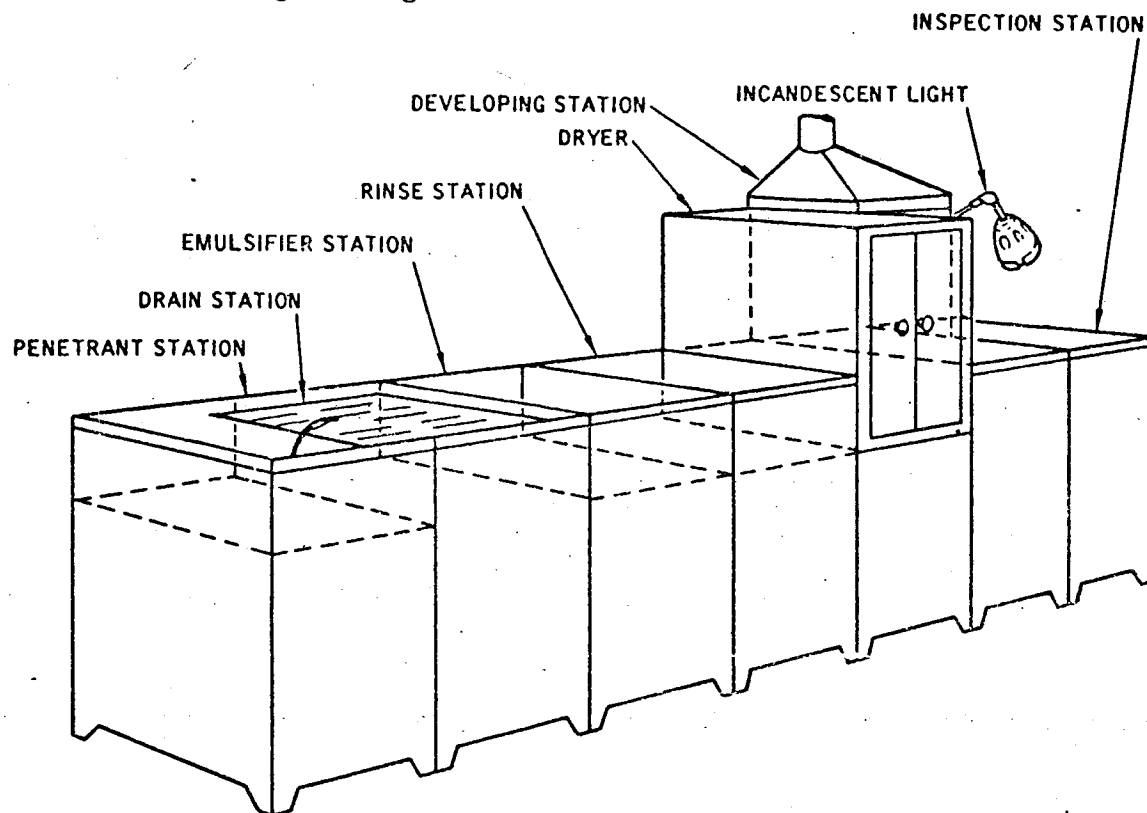 INSPECTION STATION
INCANDESCENT LIGHT
DEVELOPING STATION
DRYER
RINSE STATION
EMULSIFIER STATION
DRAIN STATION
PENETRANT STATION